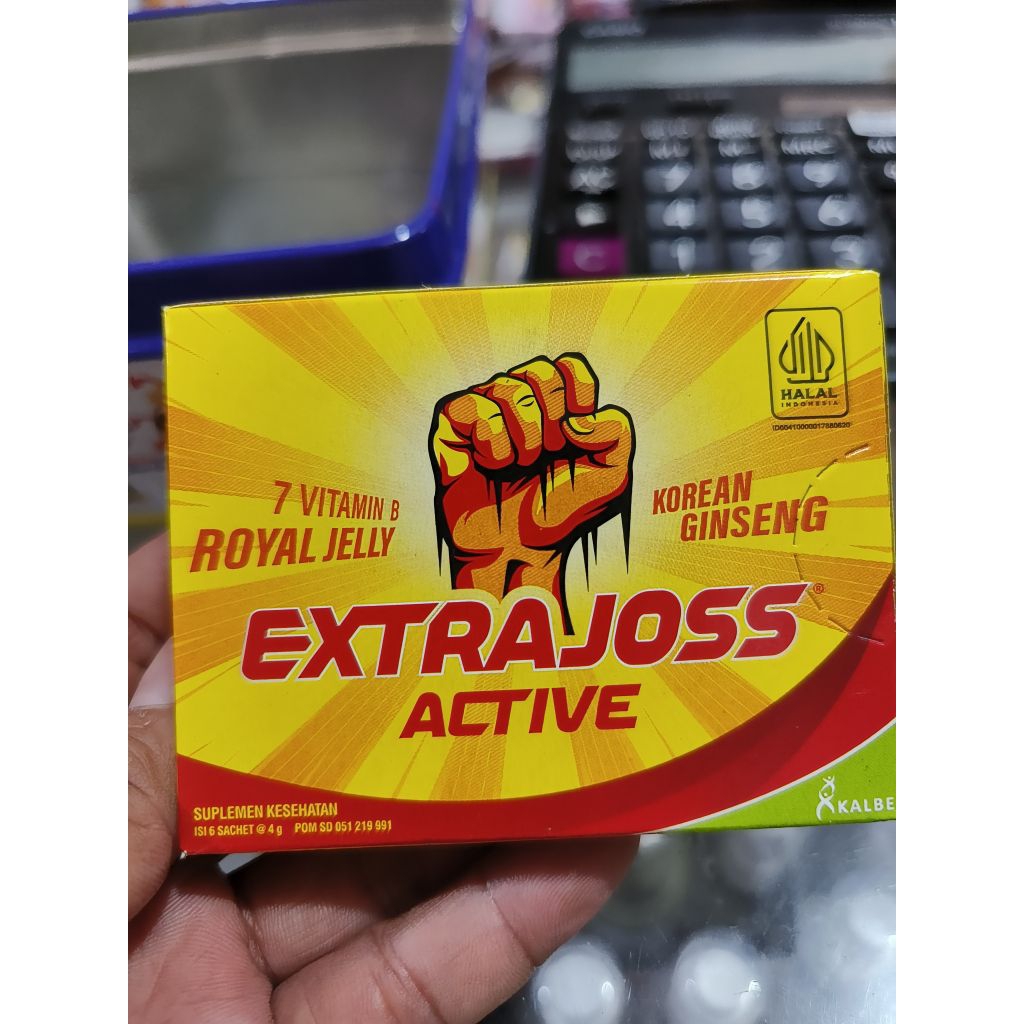 HALAL
INDONESIA
ID00410000017880620
7 VITAMIN B
ROYAL JELLY
KOREAN
GINSENG
EXTRAJOSS®
ACTIVE
SUPLEMEN KESEHATAN
ISI 6 SACHET @ 4 g POM SD 051 219 991
KALBE